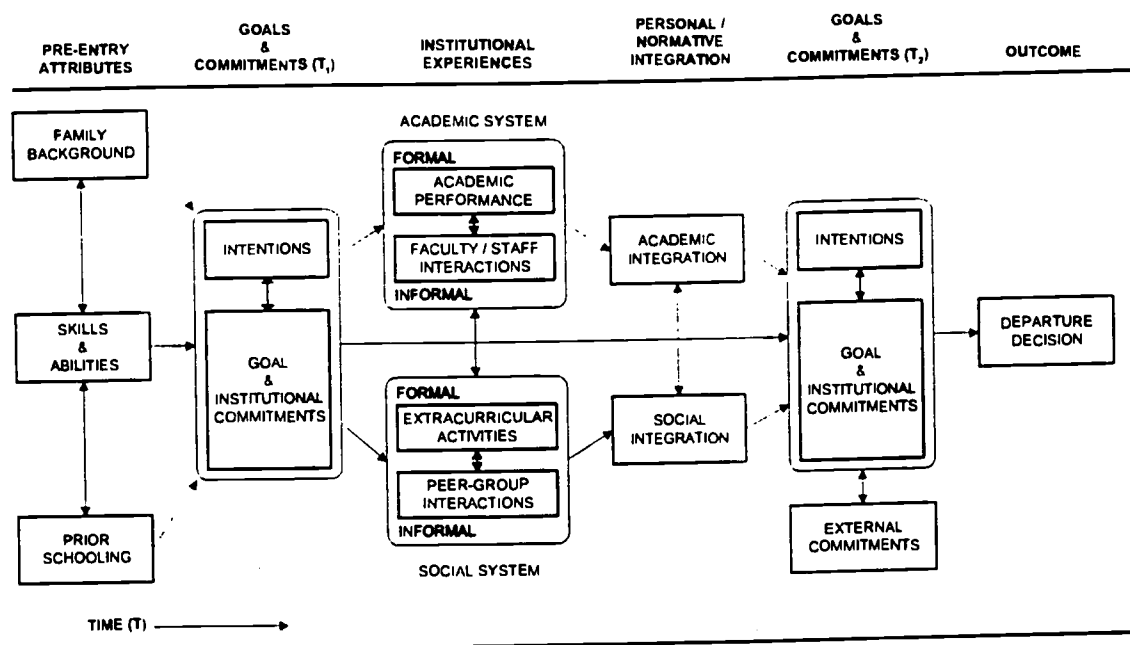 PRE-ENTRY
ATTRIBUTES
GOALS
&
COMMITMENTS (T₁)
INSTITUTIONAL
EXPERIENCES
PERSONAL /
NORMATIVE
INTEGRATION
GOALS
&
COMMITMENTS (T₂)
OUTCOME
FAMILY
BACKGROUND
SKILLS
&
ABILITIES
PRIOR
SCHOOLING
INTENTIONS
GOAL
&
INSTITUTIONAL
COMMITMENTS
ACADEMIC SYSTEM
FORMAL
ACADEMIC
PERFORMANCE
FACULTY / STAFF
INTERACTIONS
INFORMAL
FORMAL
EXTRACURRICULAR
ACTIVITIES
PEER-GROUP
INTERACTIONS
INFORMAL
SOCIAL SYSTEM
ACADEMIC
INTEGRATION
SOCIAL
INTEGRATION
INTENTIONS
GOAL
&
INSTITUTIONAL
COMMITMENTS
EXTERNAL
COMMITMENTS
DEPARTURE
DECISION
TIME (T)